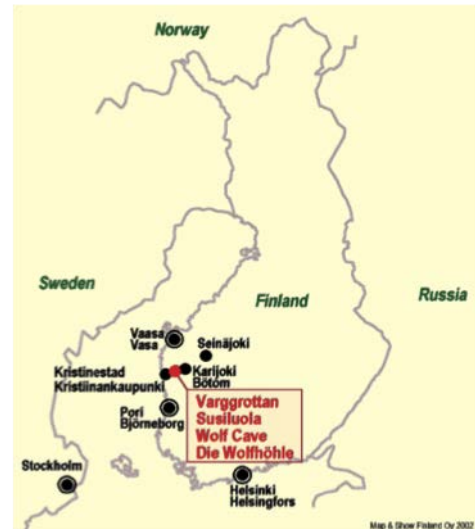 Norway
Sweden
Finland
Russia
Vaasa
Vasa
Seinäjoki
Kristinestad
Kristiinankaupunki
Karijoki
Bötom
Pori
Björneborg
Varggrottan
Susiluola
Wolf Cave
Die Wolfhöhle
Stockholm
Helsinki
Helsingfors
Map & Show Finland Oy 2002